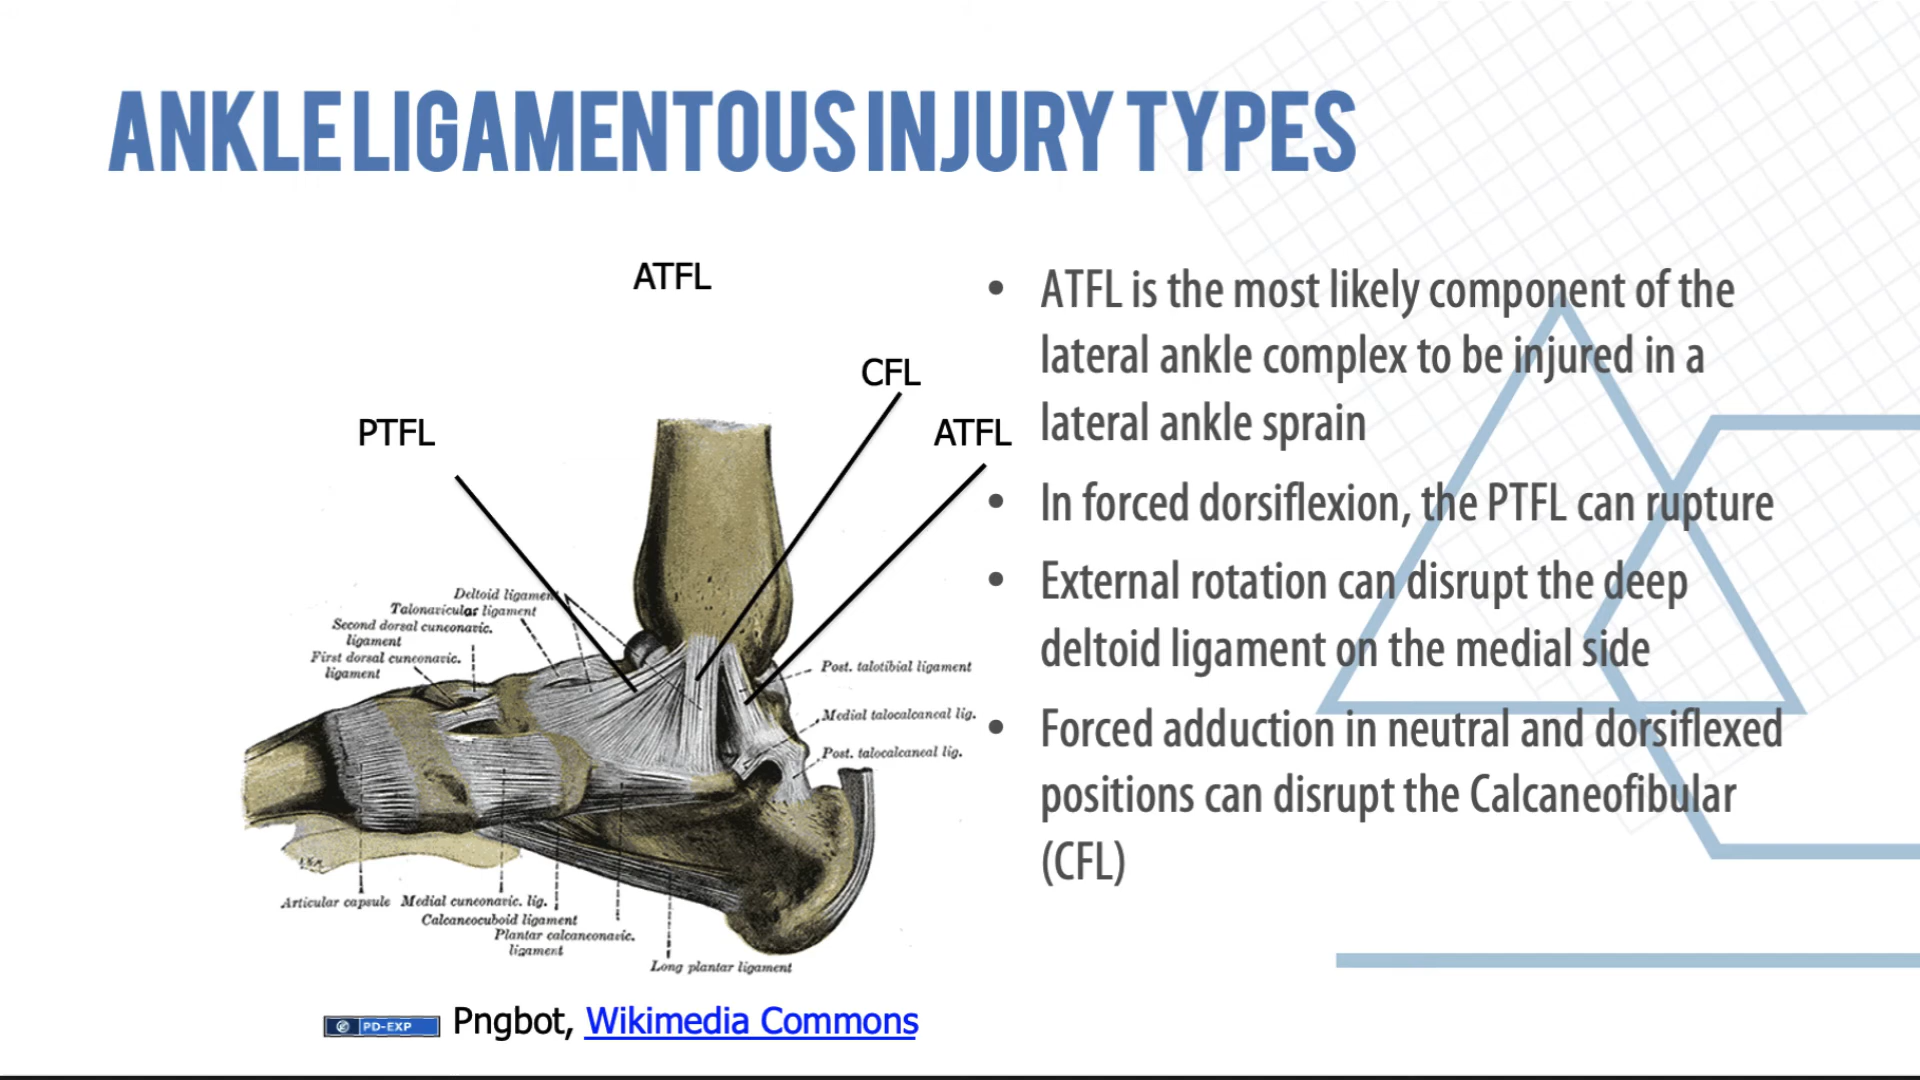 ANKLE LIGAMENTOUS INJURY TYPES
ATFL
CFL
PTFL
ATFL
Deltoid ligament
Talonavicular ligament
Second dorsal cuneonavic.
ligament
First dorsal cuneonavic.
ligament
Post. talotibial ligament
Medial talocalcaneal lig.
Post. talocalcaneal lig.
Articular capsule
Medial cuneonavic. lig.
Calcaneocuboid ligament
Plantar calcaneonavic.
ligament
Long plantar ligament
PD-EXP
Pngbot, Wikimedia Commons
• ATFL is the most likely component of the
lateral ankle complex to be injured in a
lateral ankle sprain
• In forced dorsiflexion, the PTFL can rupture
• External rotation can disrupt the deep
deltoid ligament on the medial side
• Forced adduction in neutral and dorsiflexed
positions can disrupt the Calcaneofibular
(CFL)